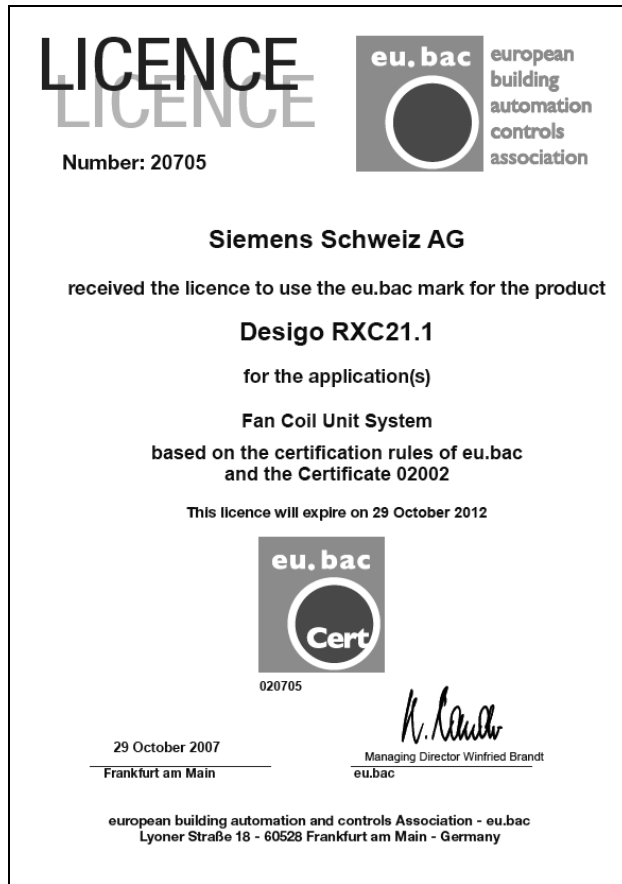 LICENCE
LICENCE
Number: 20705
eu.bac
european
building
automation
controls
association
Siemens Schweiz AG
received the licence to use the eu.bac mark for the product
Desigo RXC21.1
for the application(s)
Fan Coil Unit System
based on the certification rules of eu.bac
and the Certificate 02002
This licence will expire on 29 October 2012
eu.bac
Cert
020705
29 October 2007
Frankfurt am Main
Managing Director Winfried Brandt
eu.bac
european building automation and controls Association - eu.bac
Lyoner Straße 18 - 60528 Frankfurt am Main - Germany